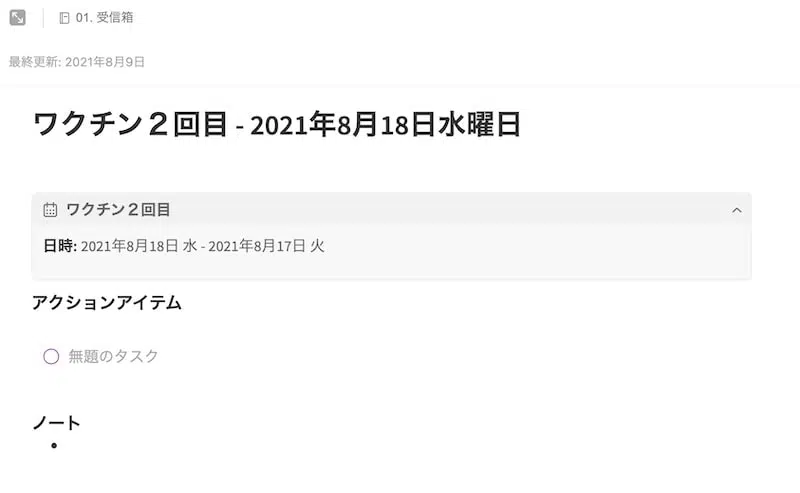 01. 受信箱
最終更新: 2021年8月9日
ワクチン２回目 - 2021年8月18日水曜日
ワクチン２回目
日時: 2021年8月18日 水 - 2021年8月17日 火
アクションアイテム
無題のタスク
ノート